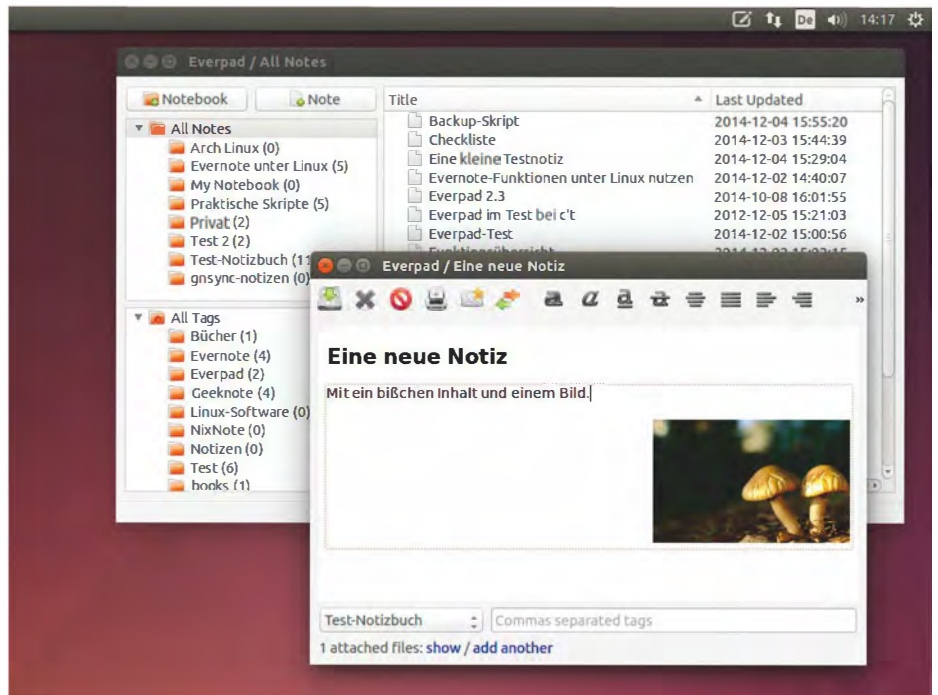 De 14:17
Everpad / All Notes
Notebook Note
Title Last Updated
All Notes
Arch Linux (0)
Evernote unter Linux (5)
My Notebook (0)
Praktische Skripte (5)
Privat (2)
Test 2 (2)
Test-Notizbuch (11
gnsync-notizen (0)
Backup-Skript 2014-12-04 15:55:20
Checkliste 2014-12-03 15:44:39
Eine kleine Testnotiz 2014-12-04 15:29:04
Evernote-Funktionen unter Linux nutzen 2014-12-02 14:40:07
Everpad 2.3 2014-10-08 16:01:55
Everpad im Test bei c't 2012-12-05 15:21:03
Everpad-Test 2014-12-02 15:00:56
All Tags
Bücher (1)
Evernote (4)
Everpad (2)
Geeknote (4)
Linux-Software (0)
NixNote (0)
Notizen (0)
Test (6)
books (1)
Everpad / Eine neue Notiz
a a a a »
Eine neue Notiz
Mit ein bißchen Inhalt und einem Bild.
Test-Notizbuch Commas separated tags
1 attached files: show / add another